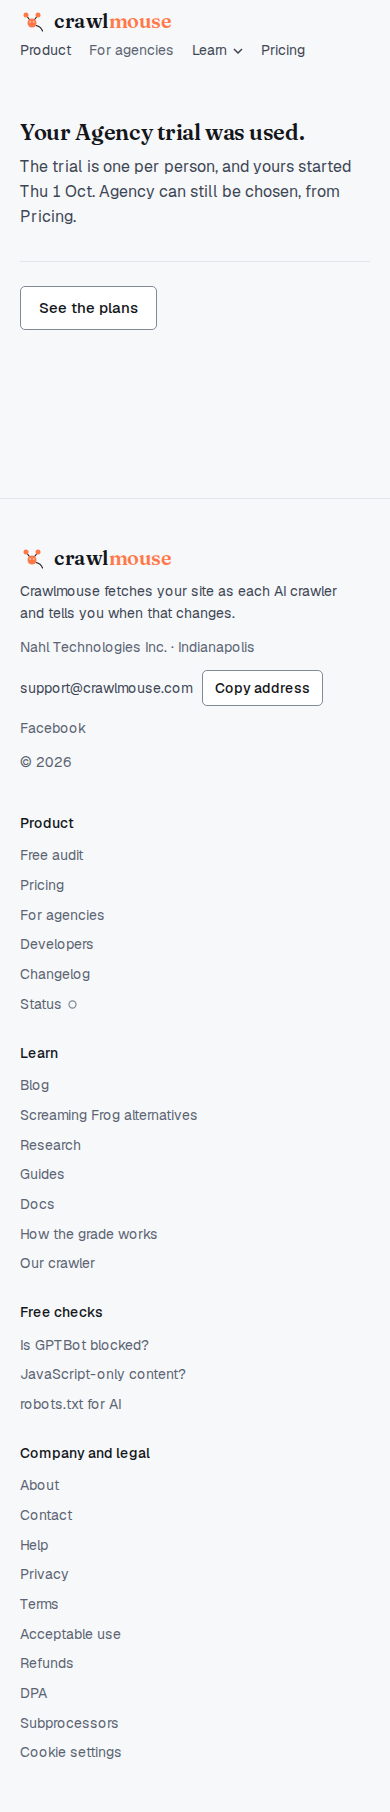 crawlmouse
Product For agencies Learn Pricing
Your Agency trial was used.
The trial is one per person, and yours started
Thu 1 Oct. Agency can still be chosen, from
Pricing.
See the plans
crawlmouse
Crawlmouse fetches your site as each AI crawler
and tells you when that changes.
Nahl Technologies Inc. · Indianapolis
support@crawlmouse.com Copy address
Facebook
© 2026
Product
Free audit
Pricing
For agencies
Developers
Changelog
Status
Learn
Blog
Screaming Frog alternatives
Research
Guides
Docs
How the grade works
Our crawler
Free checks
Is GPTBot blocked?
JavaScript-only content?
robots.txt for AI
Company and legal
About
Contact
Help
Privacy
Terms
Acceptable use
Refunds
DPA
Subprocessors
Cookie settings